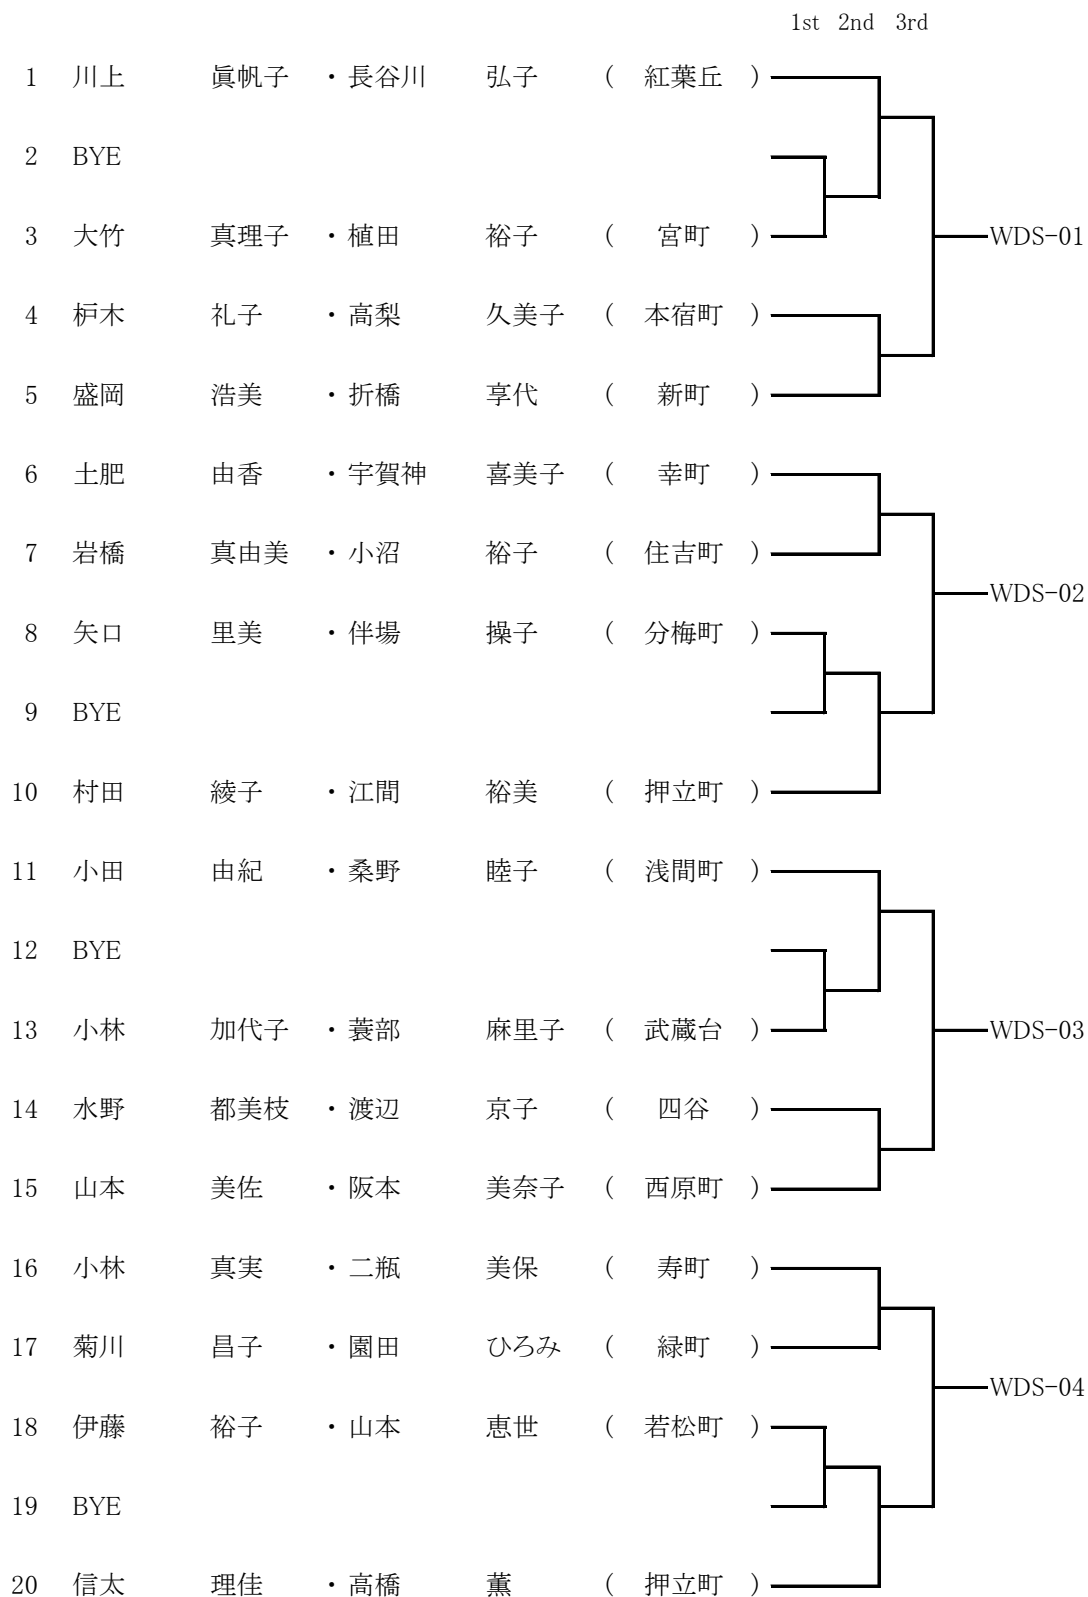 1st 2nd 3rd
1 川上 眞帆子 ・長谷川 弘子 ( 紅葉丘 )
2 BYE
3 大竹 真理子 ・植田 裕子 ( 宮町 ) WDS-01
4 枦木 礼子 ・高梨 久美子 ( 本宿町 )
5 盛岡 浩美 ・折橋 享代 ( 新町 )
6 土肥 由香 ・宇賀神 喜美子 ( 幸町 )
7 岩橋 真由美 ・小沼 裕子 ( 住吉町 )
WDS-02
8 矢口 里美 ・伴場 操子 ( 分梅町 )
9 BYE
10 村田 綾子 ・江間 裕美 ( 押立町 )
11 小田 由紀 ・桑野 睦子 ( 浅間町 )
12 BYE
13 小林 加代子 ・蓑部 麻里子 ( 武蔵台 ) WDS-03
14 水野 都美枝 ・渡辺 京子 ( 四谷 )
15 山本 美佐 ・阪本 美奈子 ( 西原町 )
16 小林 真実 ・二瓶 美保 ( 寿町 )
17 菊川 昌子 ・園田 ひろみ ( 緑町 )
WDS-04
18 伊藤 裕子 ・山本 恵世 ( 若松町 )
19 BYE
20 信太 理佳 ・高橋 薫 ( 押立町 )